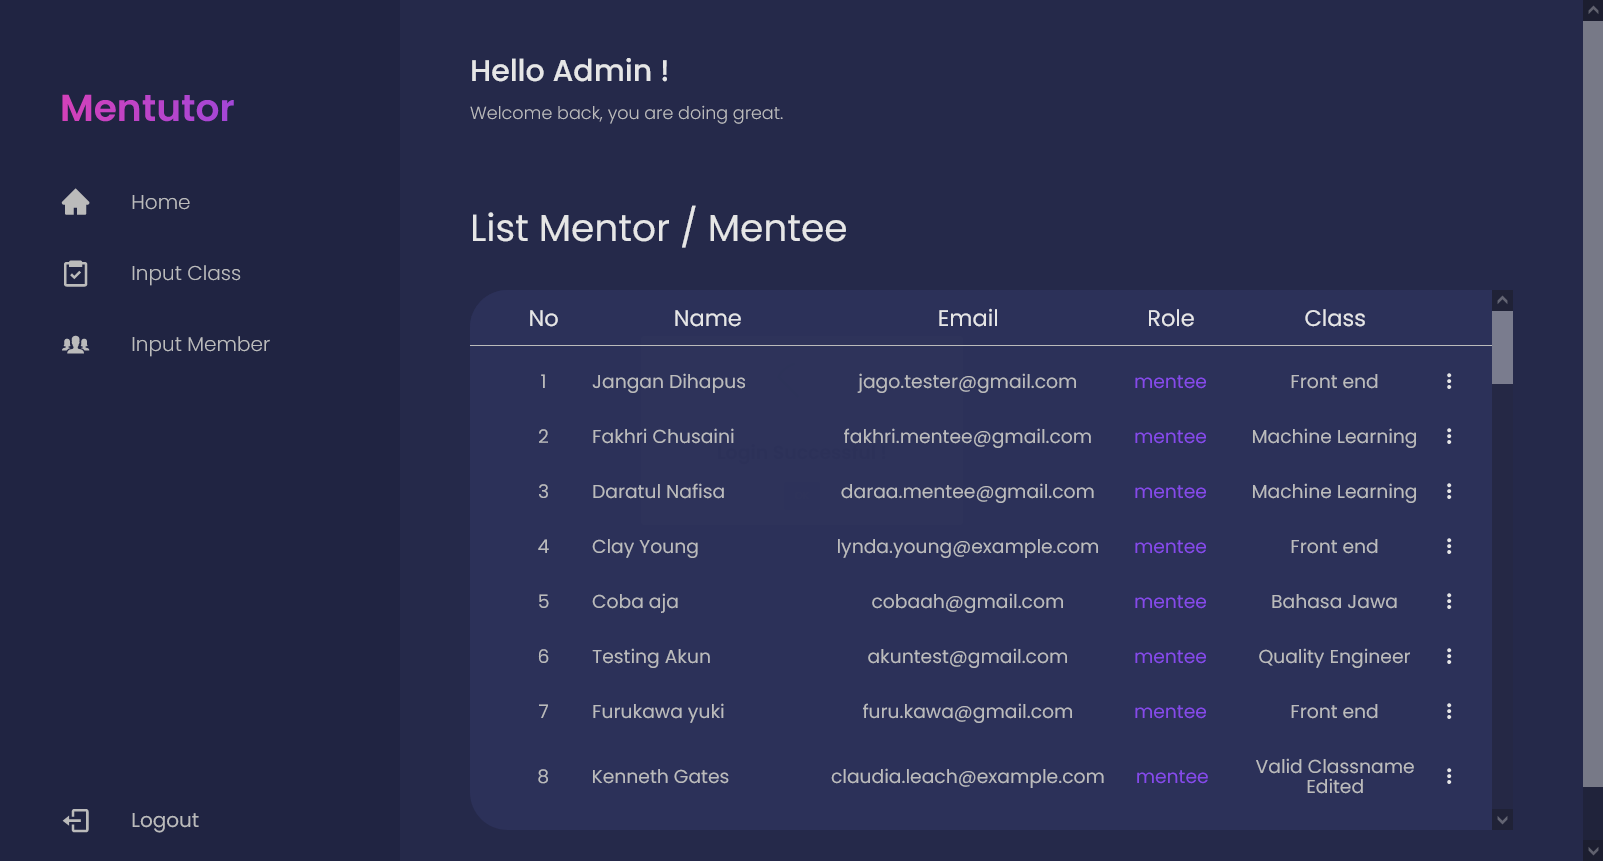 Mentutor
Home
Input Class
Input Member
Logout
Hello Admin !
Welcome back, you are doing great.
List Mentor / Mentee
No Name Email Role Class
1 Jangan Dihapus jago.tester@gmail.com mentee Front end
2 Fakhri Chusaini fakhri.mentee@gmail.com mentee Machine Learning
3 Daratul Nafisa daraa.mentee@gmail.com mentee Machine Learning
4 Clay Young lynda.young@example.com mentee Front end
5 Coba aja cobaah@gmail.com mentee Bahasa Jawa
6 Testing Akun akuntest@gmail.com mentee Quality Engineer
7 Furukawa yuki furu.kawa@gmail.com mentee Front end
8 Kenneth Gates claudia.leach@example.com mentee Valid Classname
Edited